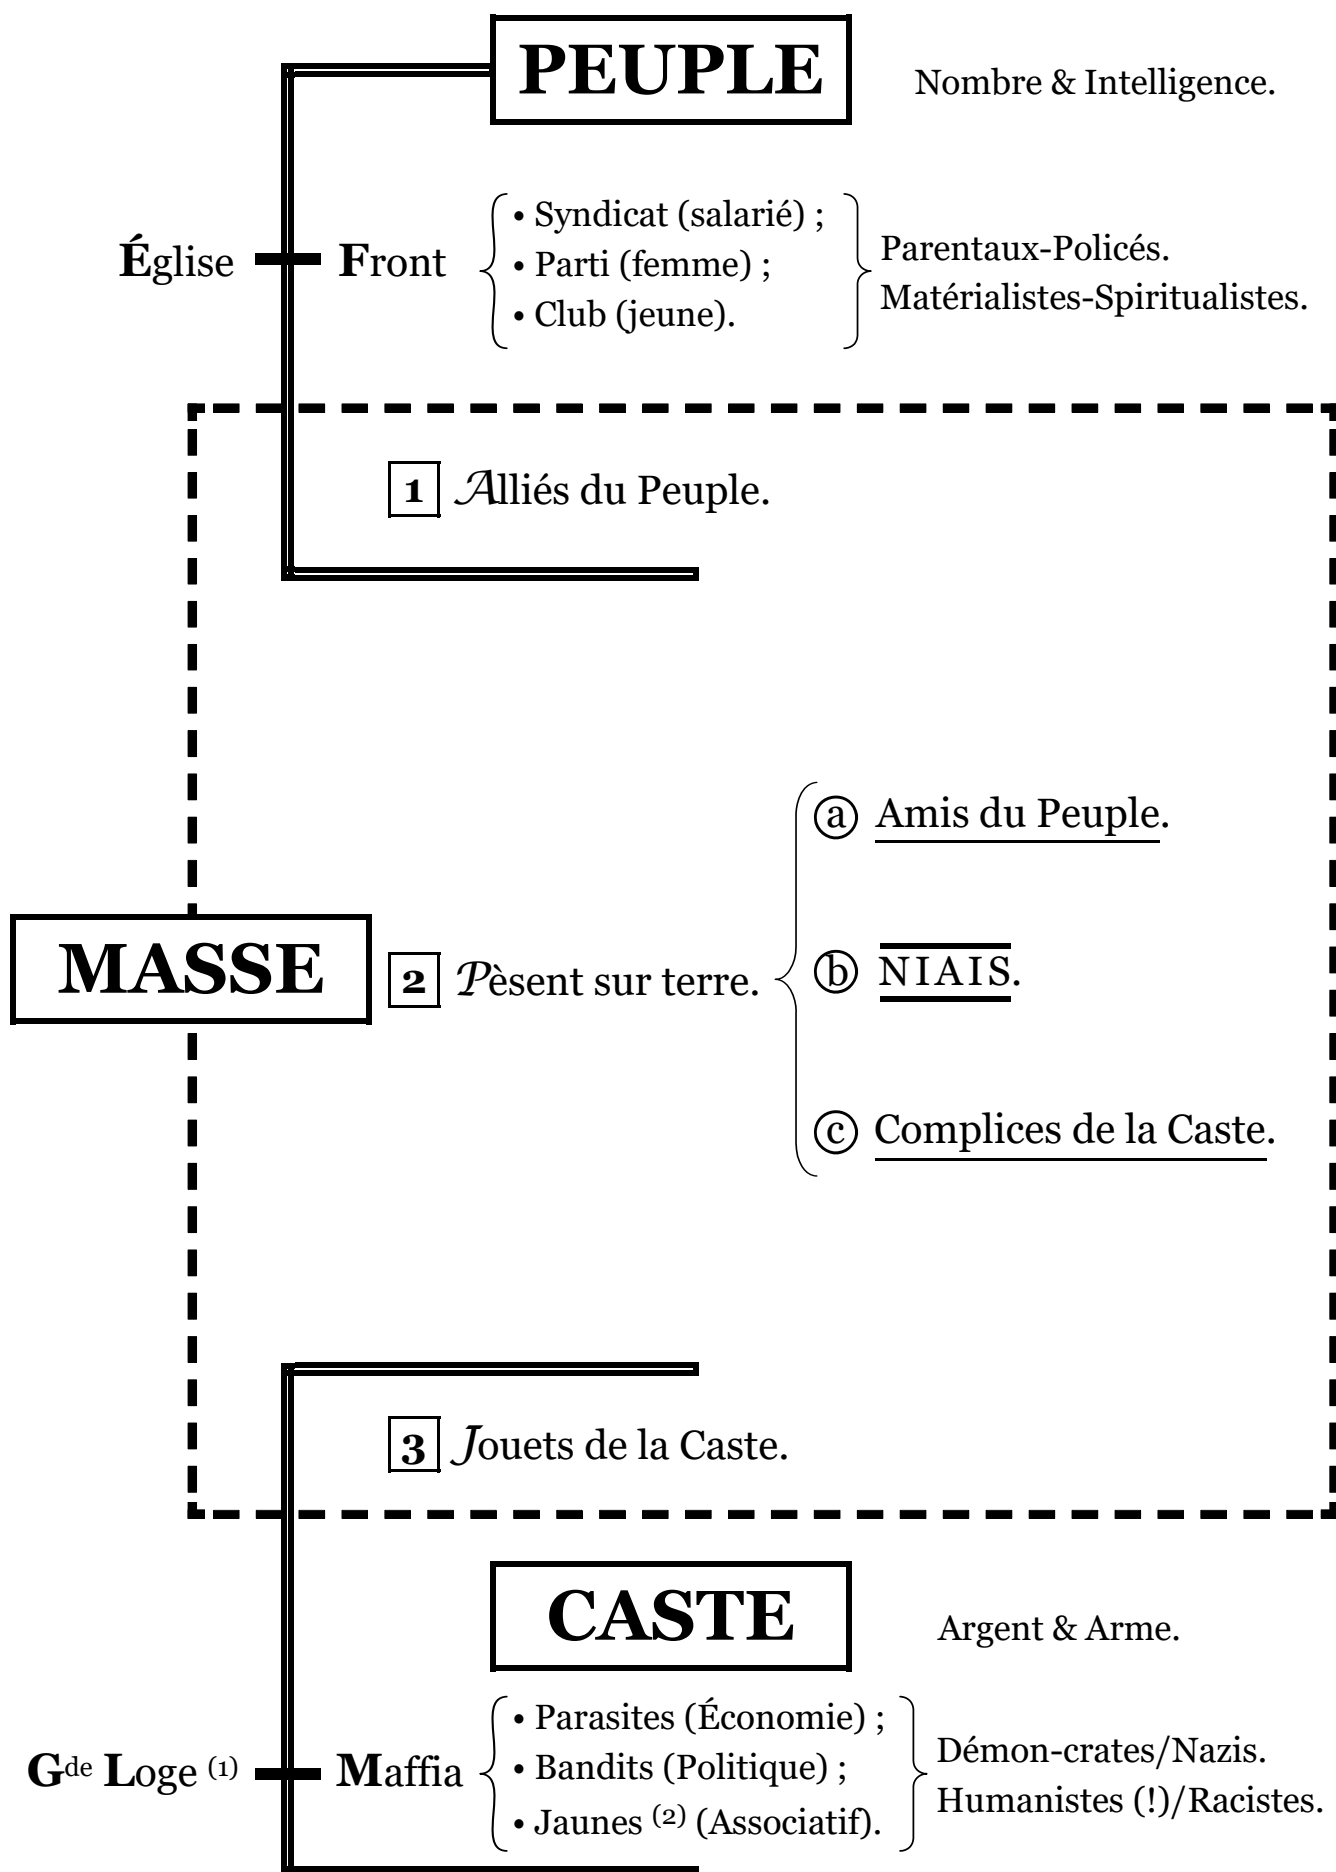 PEUPLE
Nombre & Intelligence.
Église
Front
• Syndicat (salarié) ;
• Parti (femme) ;
• Club (jeune).
Parentaux-Policés.
Matérialistes-Spiritualistes.
1 Alliés du Peuple.
MASSE
2 Pèsent sur terre.
a Amis du Peuple.
b NIAIS.
c Complices de la Caste.
3 Jouets de la Caste.
CASTE
Argent & Arme.
Gde Loge (1)
Maffia
• Parasites (Économie) ;
• Bandits (Politique) ;
• Jaunes (2) (Associatif).
Démon-crates/Nazis.
Humanistes (!)/Racistes.